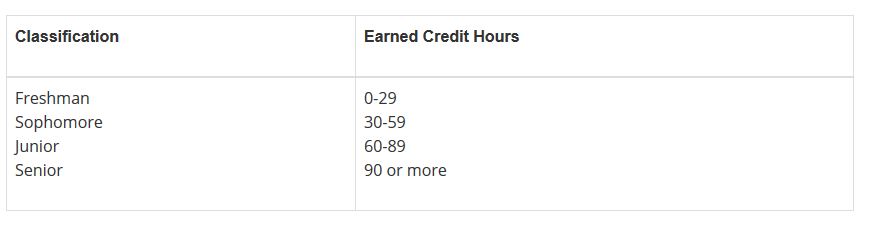 Classification Earned Credit Hours
Freshman 0-29
Sophomore 30-59
Junior 60-89
Senior 90 or more